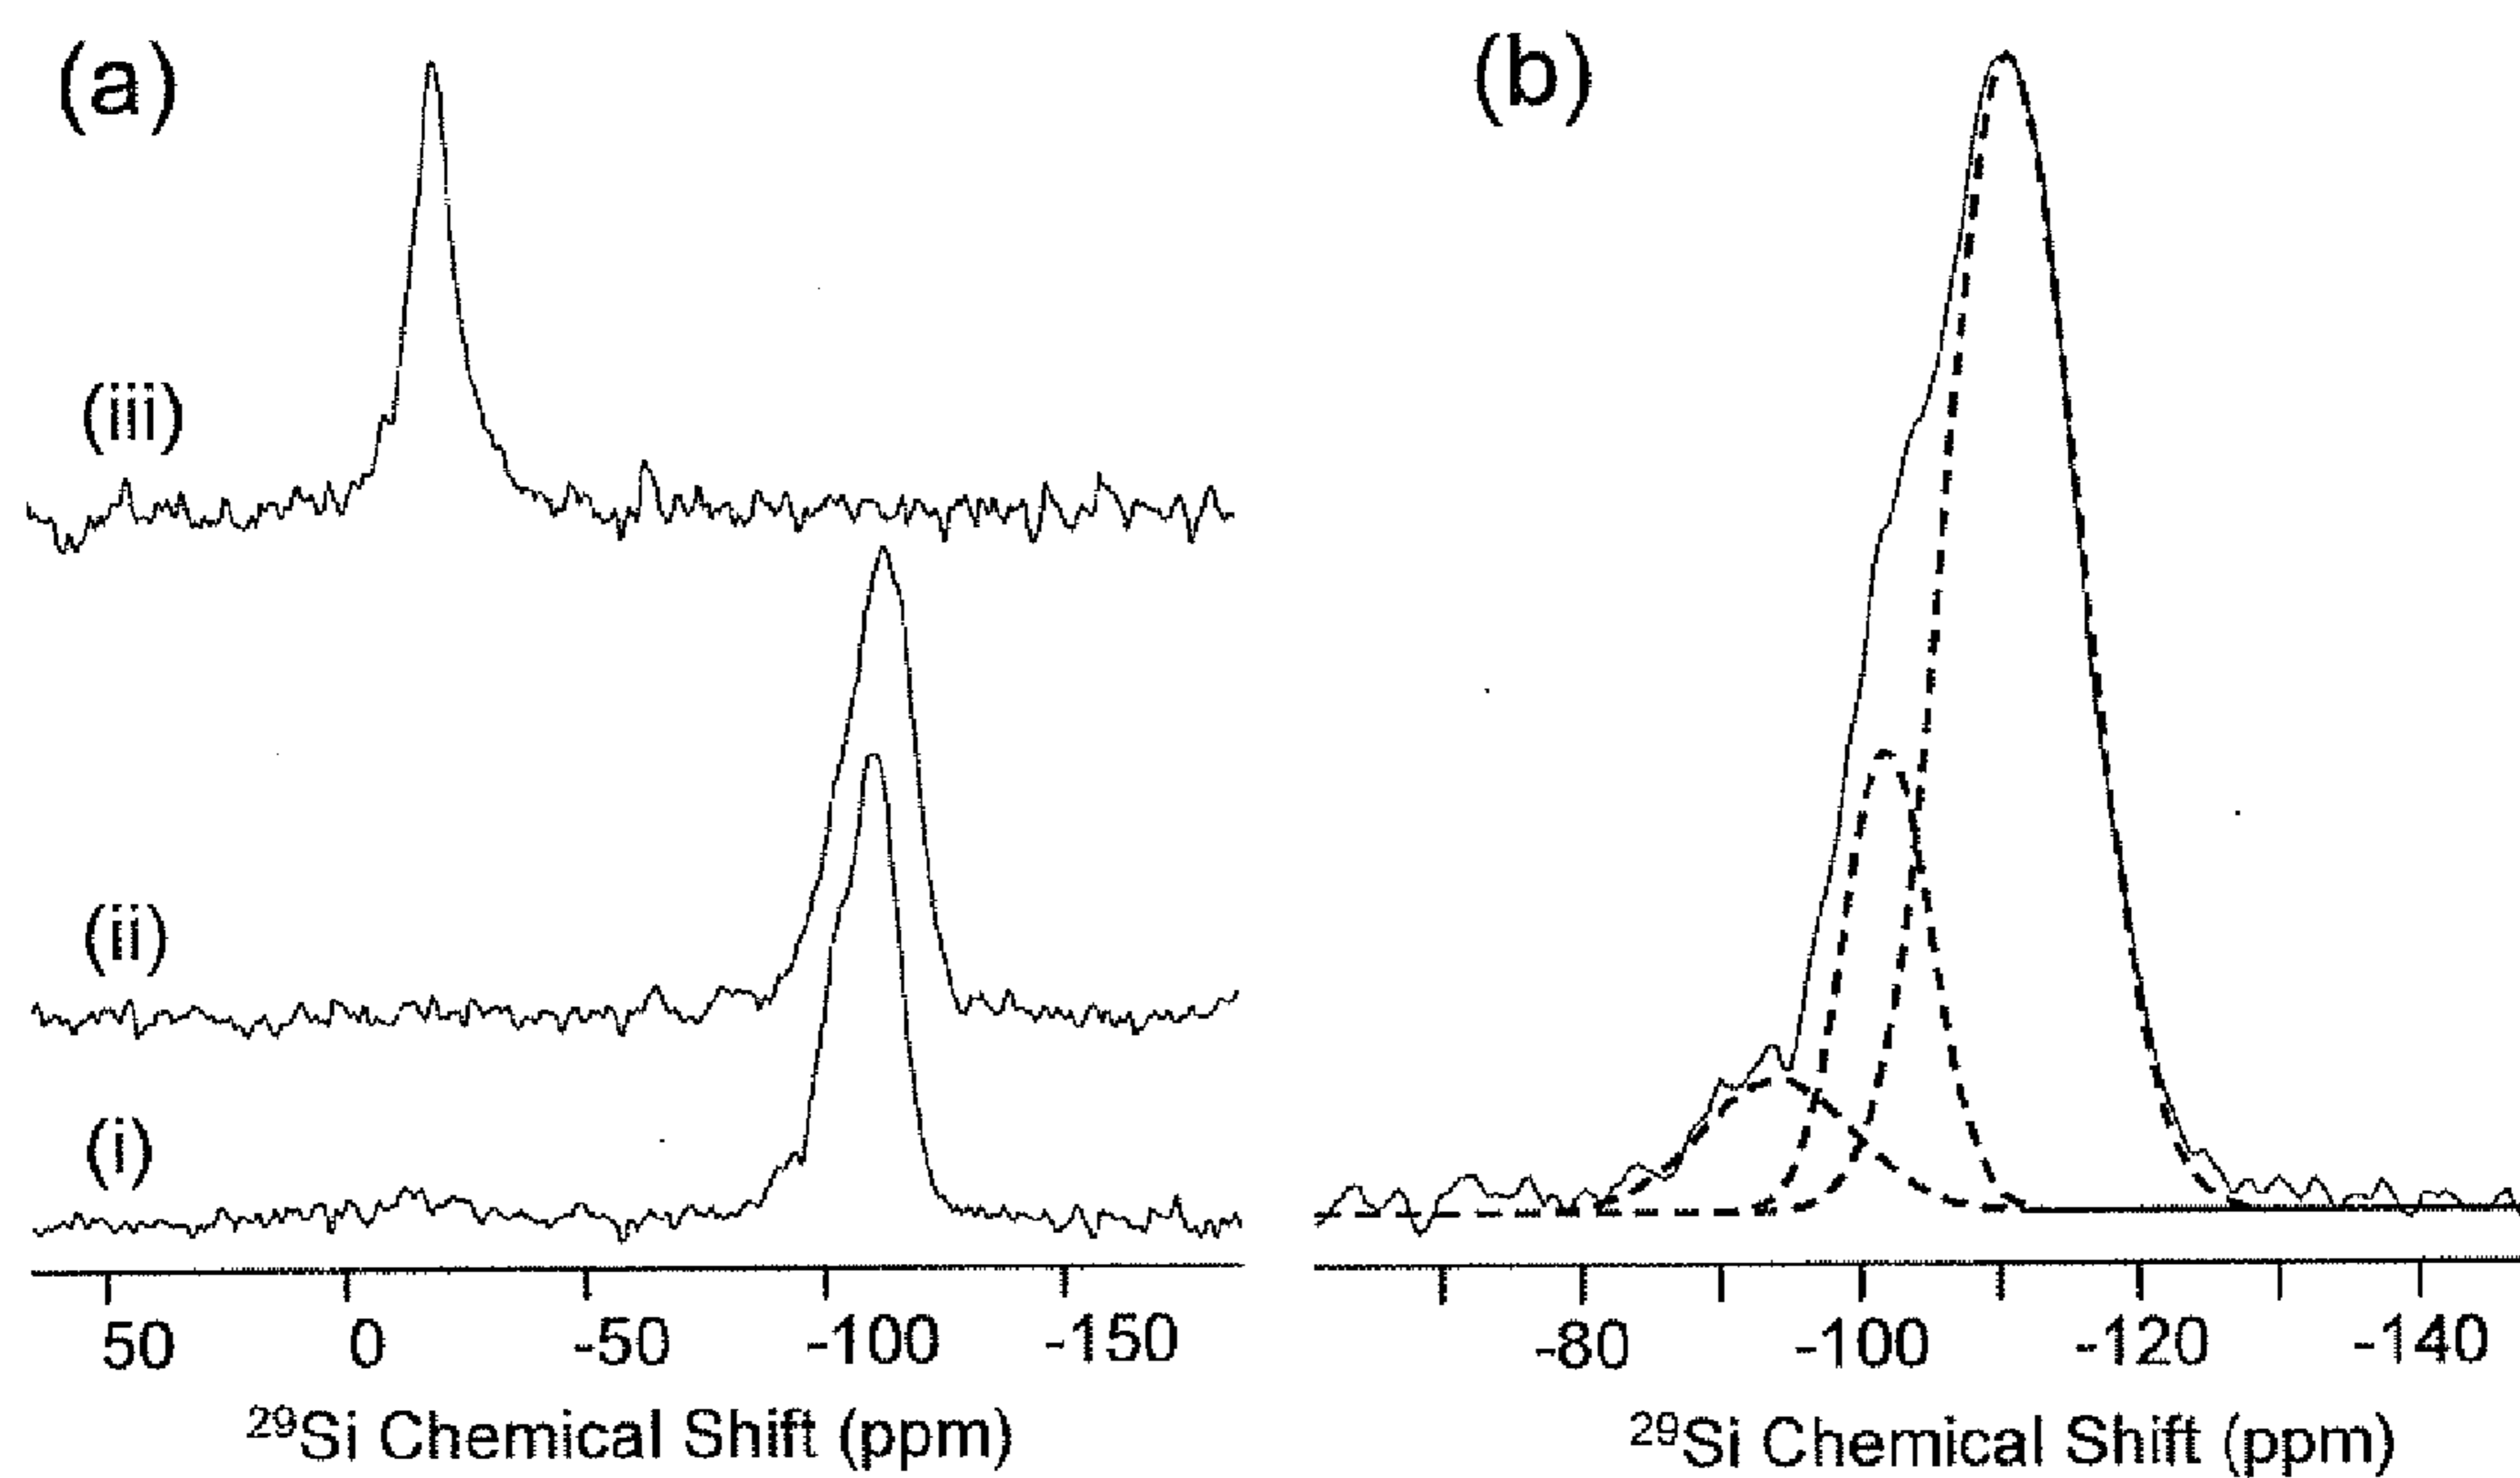 (a)
(iii)
(ii)
(i)
50 0 -50 -100 -150
²⁹Si Chemical Shift (ppm)
(b)
-80 -100 -120 -140
²⁹Si Chemical Shift (ppm)